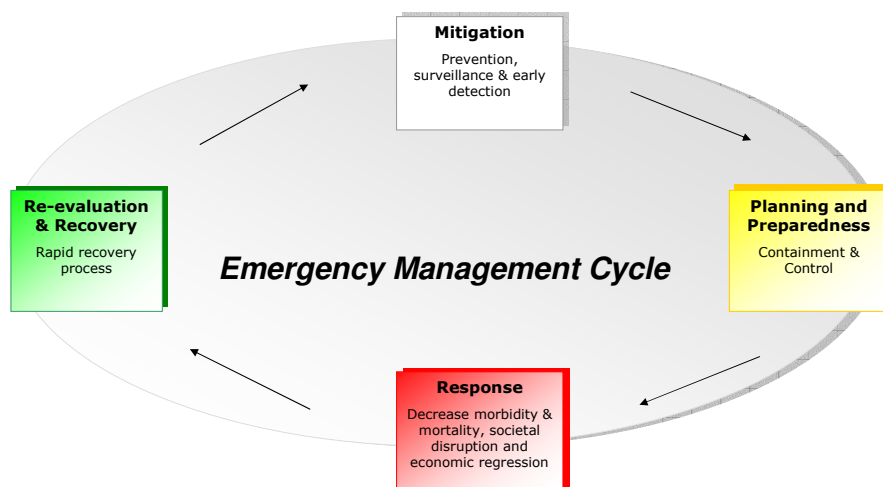 Mitigation
Prevention,
surveillance & early
detection
Re-evaluation
& Recovery
Rapid recovery
process
Emergency Management Cycle
Planning and
Preparedness
Containment &
Control
Response
Decrease morbidity &
mortality, societal
disruption and
economic regression